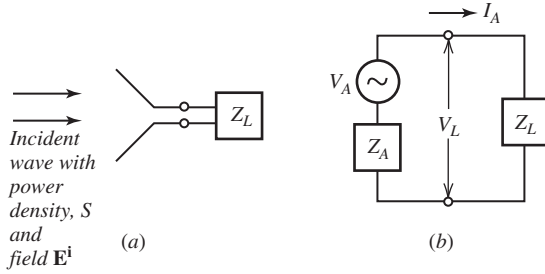 Z_L
Incident
wave with
power
density, S
and
field E^i
(a)
I_A
V_A
Z_A
V_L
Z_L
(b)